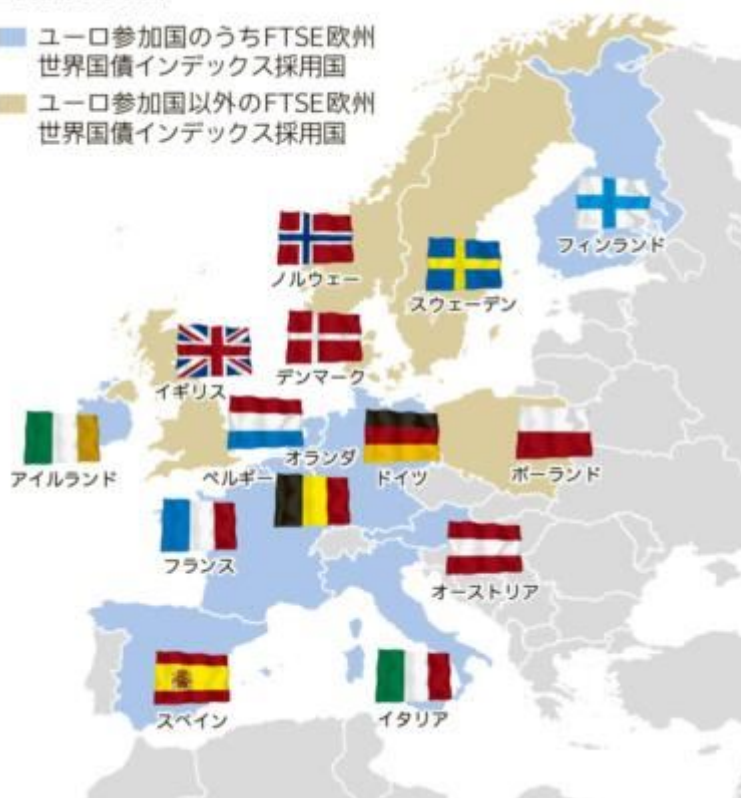 ユーロ参加国のうちFTSE欧州
世界国債インデックス採用国
ユーロ参加国以外のFTSE欧州
世界国債インデックス採用国
フィンランド
ノルウェー
スウェーデン
デンマーク
イギリス
オランダ
アイルランド
ベルギー
ドイツ
ポーランド
フランス
オーストリア
スペイン
イタリア